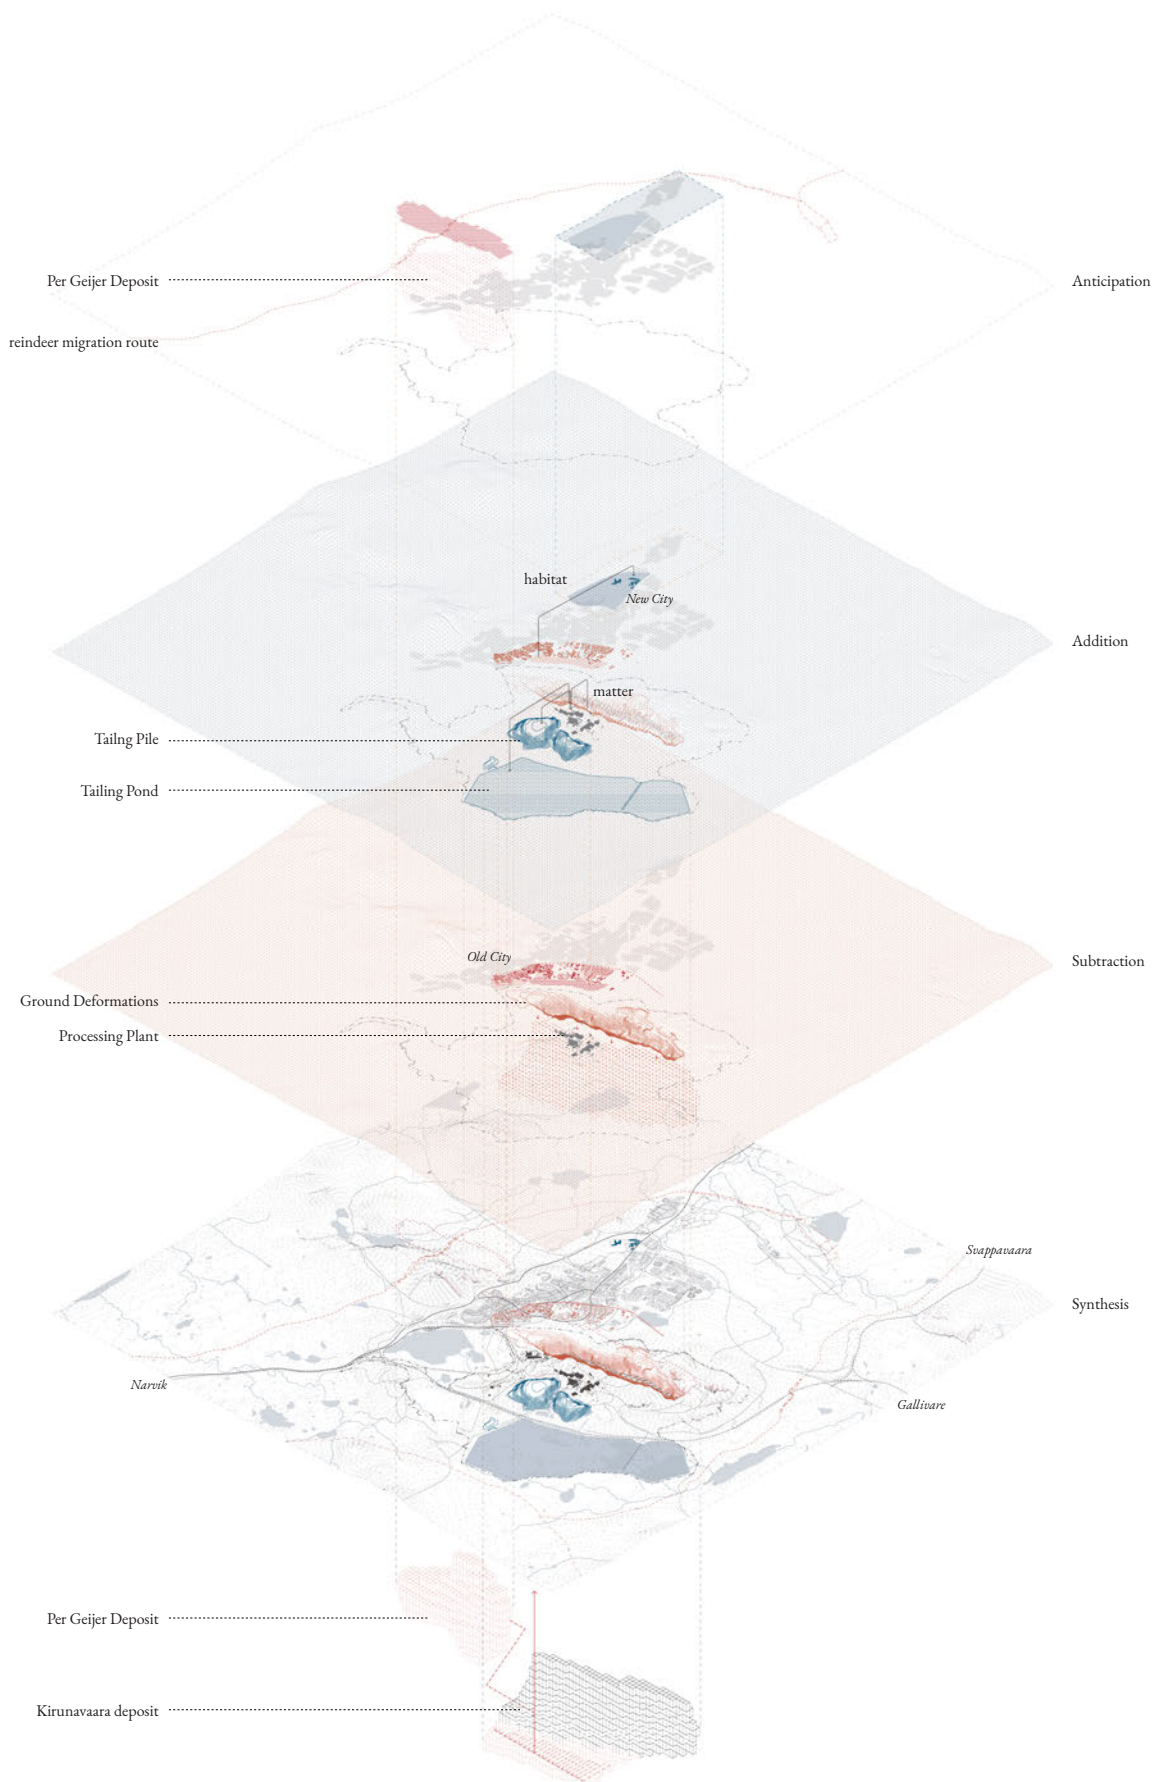 Per Geijer Deposit
Anticipation
reindeer migration route
habitat
New City
Addition
matter
Tailng Pile
Tailing Pond
Old City
Subtraction
Ground Deformations
Processing Plant
Svappavaara
Synthesis
Narvik
Gallivare
Per Geijer Deposit
Kirunavaara deposit